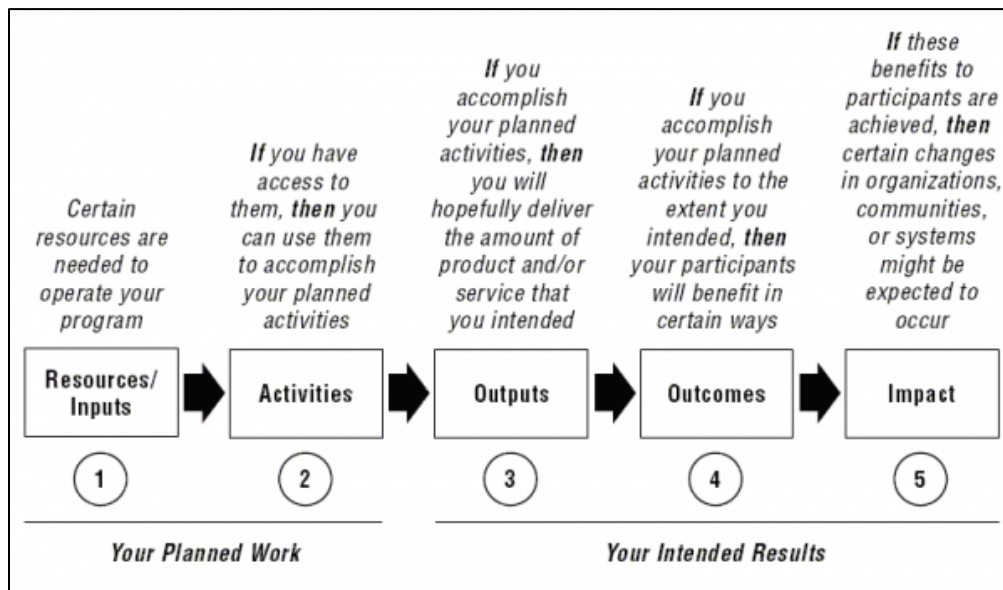 Certain
resources are
needed to
operate your
program
If you have
access to
them, then you
can use them
to accomplish
your planned
activities
If you
accomplish
your planned
activities, then
you will
hopefully deliver
the amount of
product and/or
service that
you intended
If you
accomplish
your planned
activities to the
extent you
intended, then
your participants
will benefit in
certain ways
If these
benefits to
participants are
achieved, then
certain changes
in organizations,
communities,
or systems
might be
expected to
occur
Resources/
Inputs
Activities
Outputs
Outcomes
Impact
1
2
3
4
5
Your Planned Work
Your Intended Results